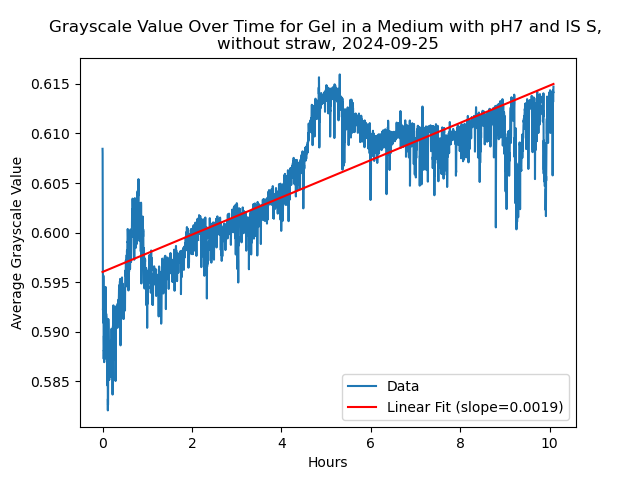 Grayscale Value Over Time for Gel in a Medium with pH7 and IS S,
without straw, 2024-09-25
Average Grayscale Value
0.615
0.610
0.605
0.600
0.595
0.590
0.585
0 2 4 6 8 10
Hours
Data
Linear Fit (slope=0.0019)